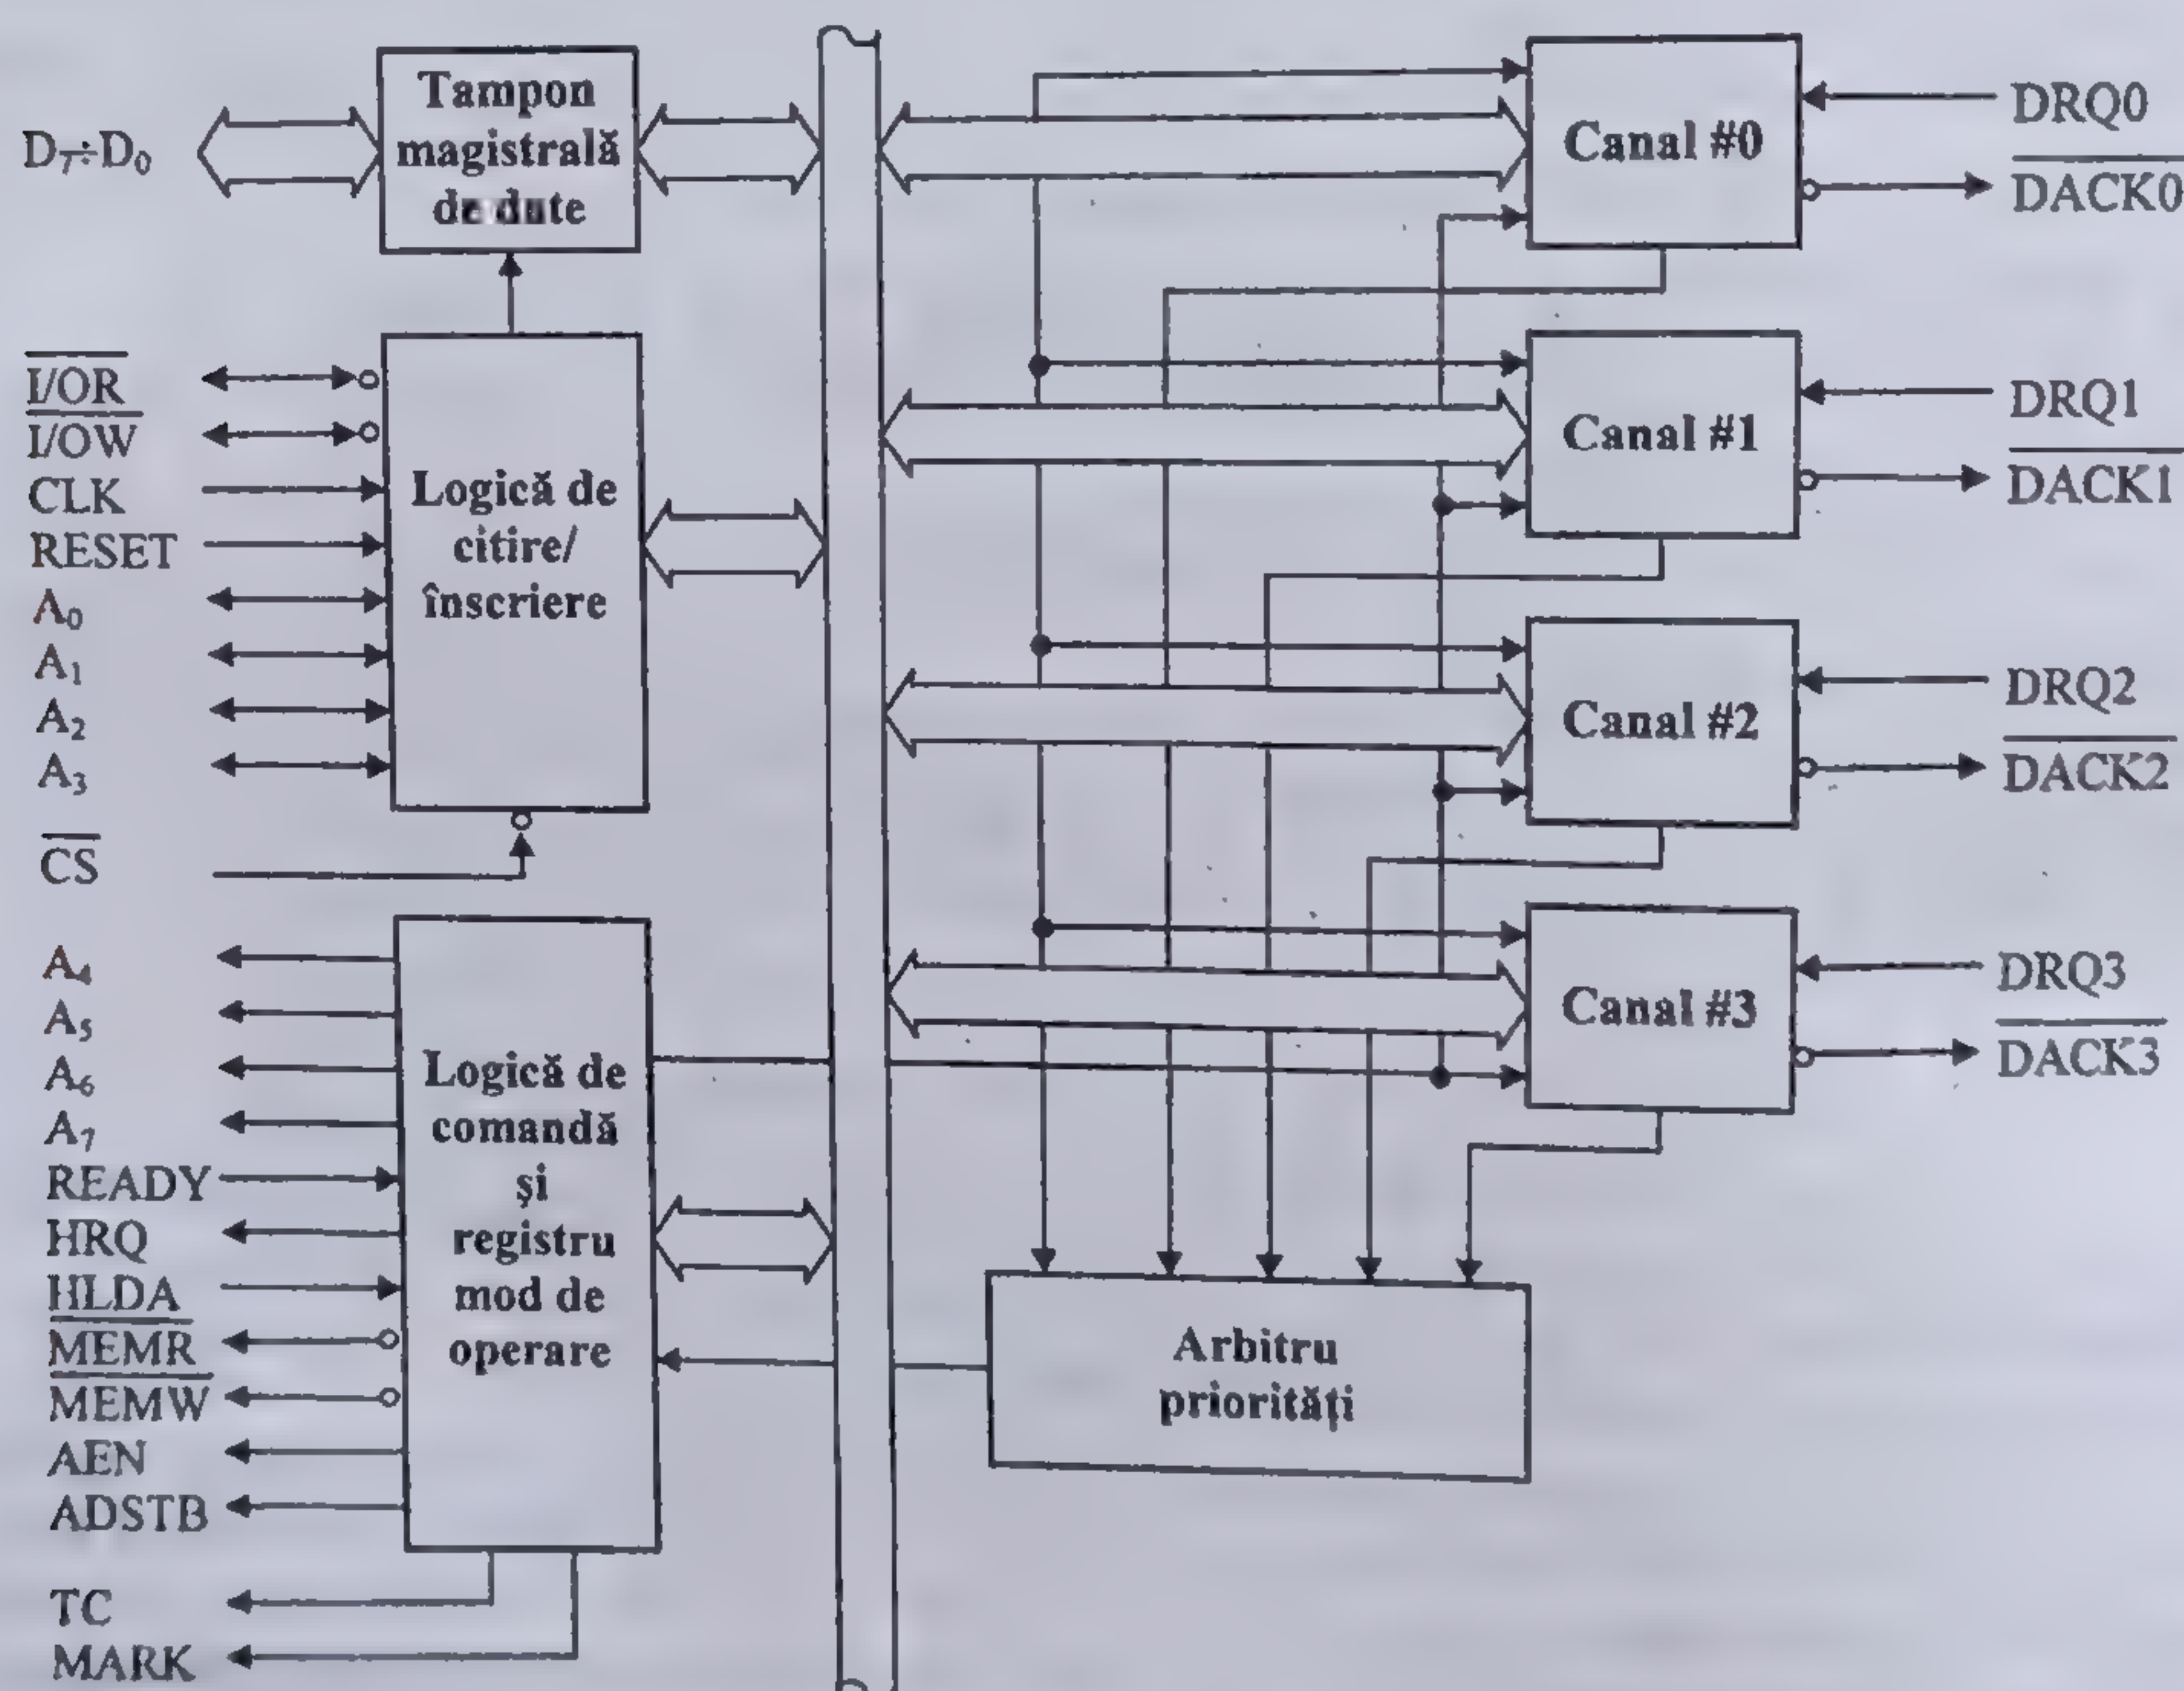 Tampon
magistrală
de date
D₇÷D₀
I/OR
I/OW
CLK
RESET
A₀
A₁
A₂
A₃
CS
Logică de
citire/
înscriere
A₄
A₅
A₆
A₇
READY
HRQ
HLDA
MEMR
MEMW
AEN
ADSTB
TC
MARK
Logică de
comandă
şi
registru
mod de
operare
Canal #0
DRQ0
DACK0
Canal #1
DRQ1
DACK1
Canal #2
DRQ2
DACK2
Canal #3
DRQ3
DACK3
Arbitru
priorităţi